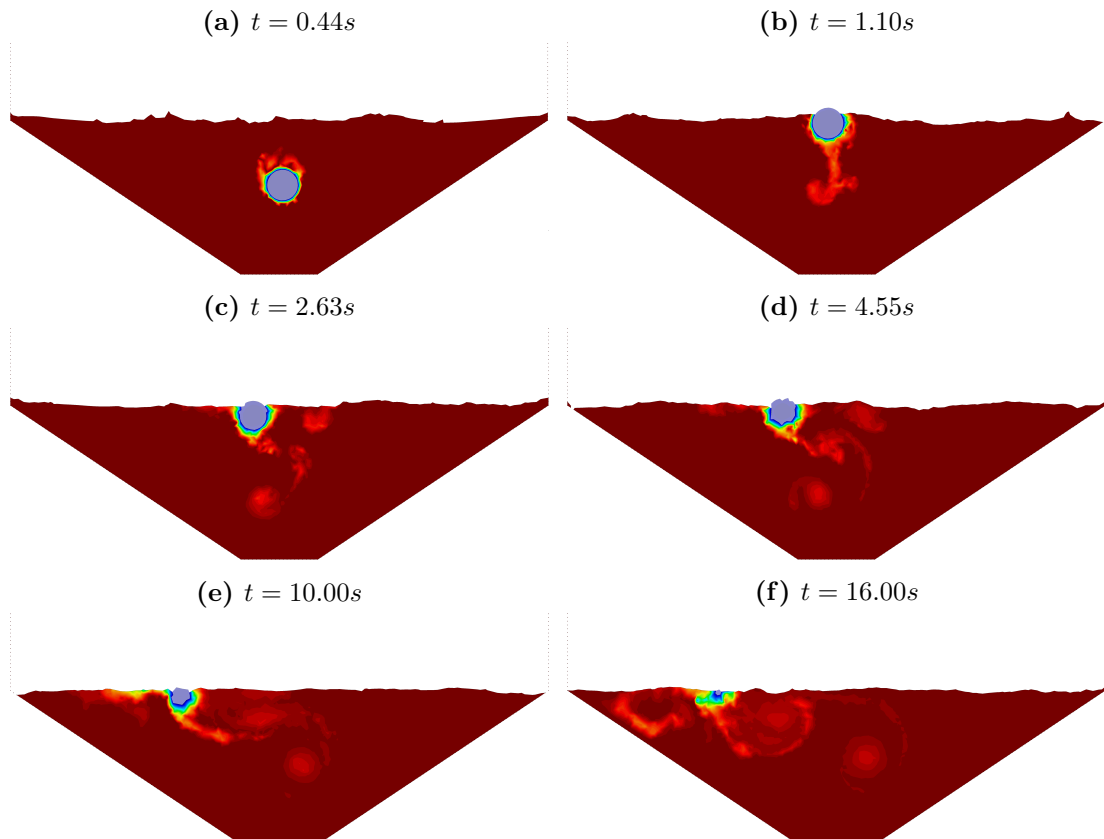 (a) t = 0.44s
(b) t = 1.10s
(c) t = 2.63s
(d) t = 4.55s
(e) t = 10.00s
(f) t = 16.00s